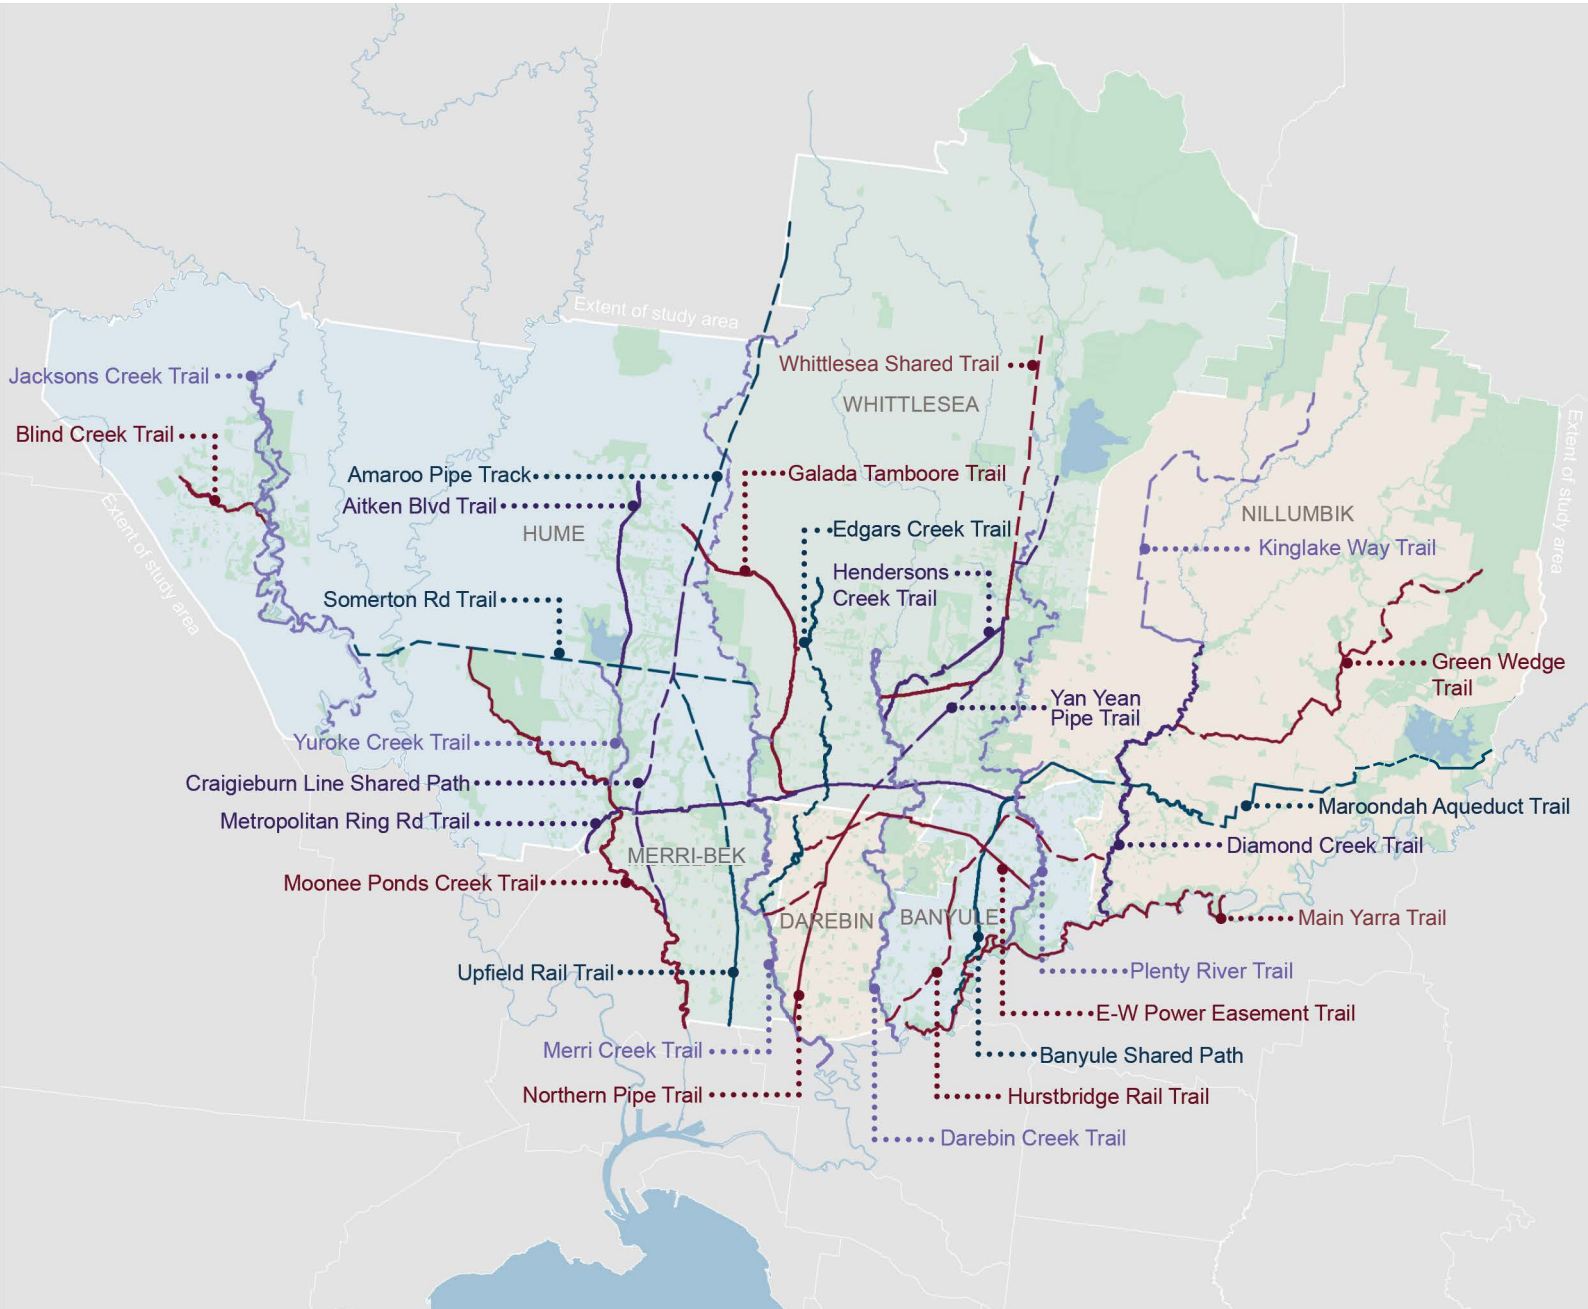 Extent of study area
Whittlesea Shared Trail
Jacksons Creek Trail
WHITTLESEA
Extent of study area
Blind Creek Trail
Amaroo Pipe Track
Galada Tamboore Trail
Aitken Blvd Trail
HUME
NILLUMBIK
Extent of study area
Edgars Creek Trail
Kinglake Way Trail
Hendersons
Creek Trail
Somerton Rd Trail
Green Wedge
Trail
Yan Yean
Pipe Trail
Yuroke Creek Trail
Craigieburn Line Shared Path
Maroondah Aqueduct Trail
Metropolitan Ring Rd Trail
Diamond Creek Trail
MERRI-BEK
Moonee Ponds Creek Trail
DAREBIN
BANYULE
Main Yarra Trail
Upfield Rail Trail
Plenty River Trail
E-W Power Easement Trail
Merri Creek Trail
Banyule Shared Path
Northern Pipe Trail
Hurstbridge Rail Trail
Darebin Creek Trail